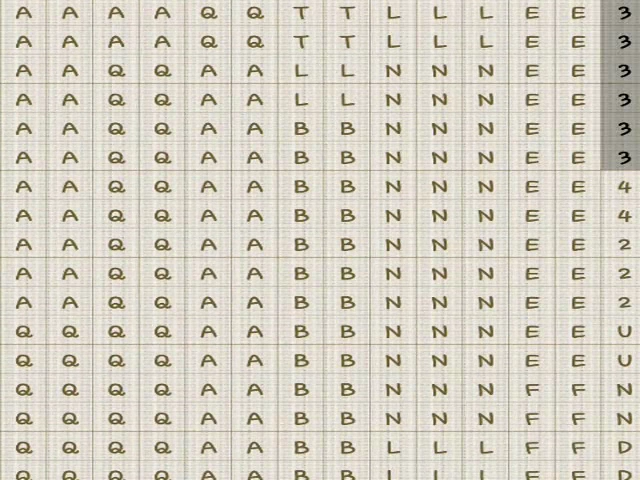 A A A A Q Q T T L L L E E 3
A A A A Q Q T T L L L E E 3
A A Q Q A A L L N N N E E 3
A A Q Q A A L L N N N E E 3
A A Q Q A A B B N N N E E 3
A A Q Q A A B B N N N E E 3
A A Q Q A A B B N N N E E 4
A A Q Q A A B B N N N E E 4
A A Q Q A A B B N N N E E 2
A A Q Q A A B B N N N E E 2
A A Q Q A A B B N N N E E 2
Q Q Q Q A A B B N N N E E U
Q Q Q Q A A B B N N N E E U
Q Q Q Q A A B B N N N F F N
Q Q Q Q A A B B N N N F F N
Q Q Q Q A A B B L L L F F D
Q Q Q Q A A B B L L L F F D